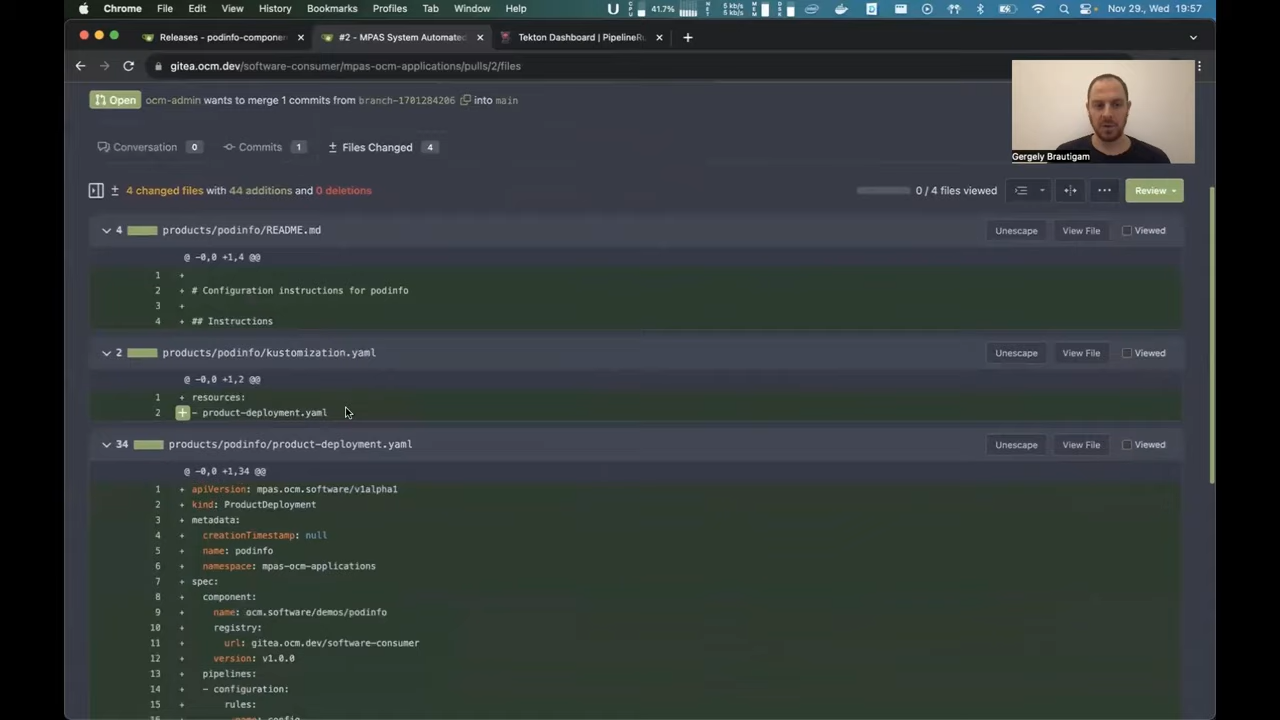 Chrome File Edit View History Bookmarks Profiles Tab Window Help 41.7% 5 kb/s 6 kb/s Nov 29., Wed 19:57
Releases - podinfo-componen #2 - MPAS System Automated Tekton Dashboard | PipelineRu
gitea.ocm.dev/software-consumer/mpas-ocm-applications/pulls/2/files
Open ocm-admin wants to merge 1 commits from branch-1701284206 into main
Gergely Brautigam
Conversation 0 Commits 1 Files Changed 4
4 changed files with 44 additions and 0 deletions 0 / 4 files viewed Review
4 products/podinfo/README.md Unescape View File Viewed
@ -0,0 +1,4 @@
1 +
2 + # Configuration instructions for podinfo
3 +
4 + ## Instructions
2 products/podinfo/kustomization.yaml Unescape View File Viewed
@ -0,0 +1,2 @@
1 + resources:
2 + - product-deployment.yaml
34 products/podinfo/product-deployment.yaml Unescape View File Viewed
@ -0,0 +1,34 @@
1 + apiVersion: mpas.ocm.software/v1alpha1
2 + kind: ProductDeployment
3 + metadata:
4 + creationTimestamp: null
5 + name: podinfo
6 + namespace: mpas-ocm-applications
7 + spec:
8 + component:
9 + name: ocm.software/demos/podinfo
10 + registry:
11 + url: gitea.ocm.dev/software-consumer
12 + version: v1.0.0
13 + pipelines:
14 + - configuration:
15 + rules:
16 + name: config